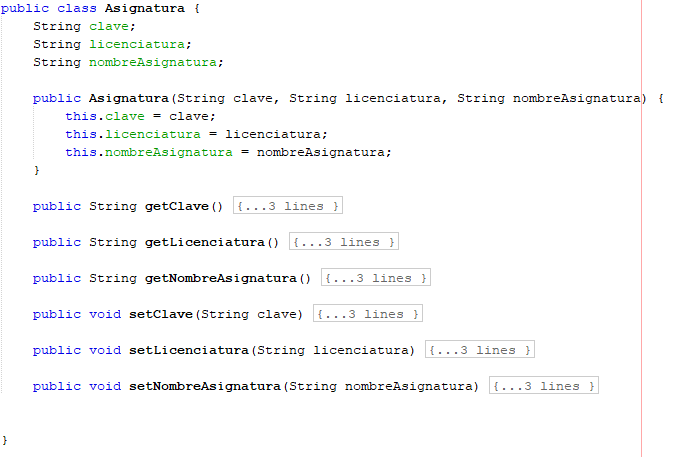 public class Asignatura {
String clave;
String licenciatura;
String nombreAsignatura;
public Asignatura(String clave, String licenciatura, String nombreAsignatura) {
this.clave = clave;
this.licenciatura = licenciatura;
this.nombreAsignatura = nombreAsignatura;
}
public String getClave() {...3 lines }
public String getLicenciatura() {...3 lines }
public String getNombreAsignatura() {...3 lines }
public void setClave(String clave) {...3 lines }
public void setLicenciatura(String licenciatura) {...3 lines }
public void setNombreAsignatura(String nombreAsignatura) {...3 lines }
}